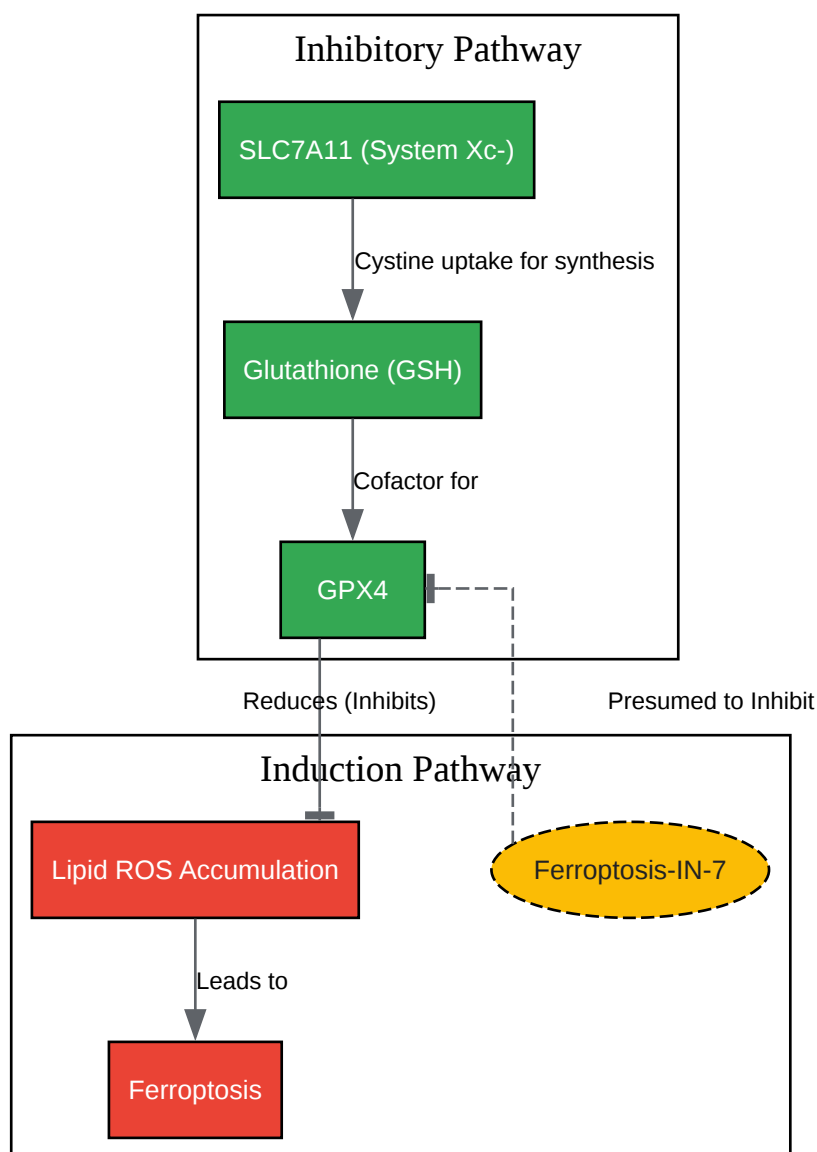 Inhibitory Pathway
SLC7A11 (System Xc-)
Cystine uptake for synthesis
Glutathione (GSH)
Cofactor for
GPX4
Reduces (Inhibits)
Presumed to Inhibit
Induction Pathway
Lipid ROS Accumulation
Ferroptosis-IN-7
Leads to
Ferroptosis